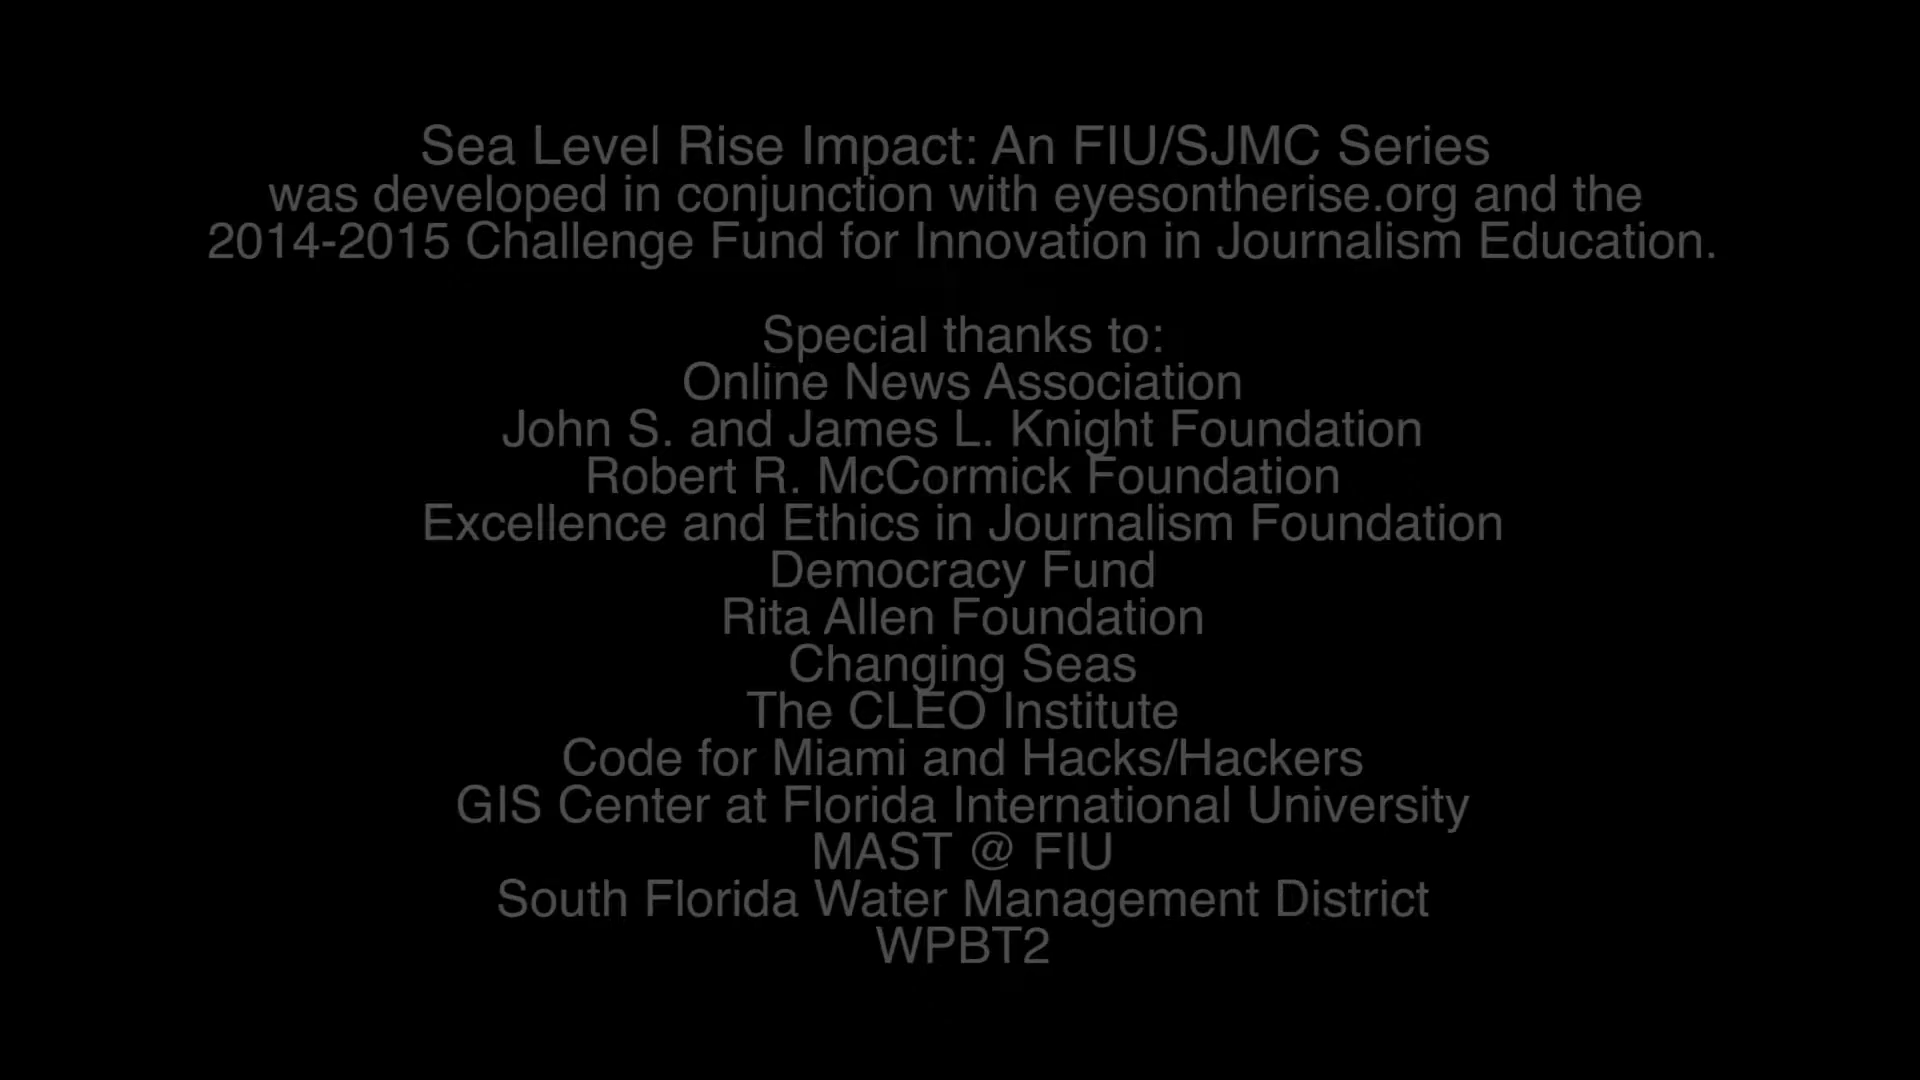 Sea Level Rise Impact: An FIU/SJMC Series
was developed in conjunction with eyesontherise.org and the
2014-2015 Challenge Fund for Innovation in Journalism Education.
Special thanks to:
Online News Association
John S. and James L. Knight Foundation
Robert R. McCormick Foundation
Excellence and Ethics in Journalism Foundation
Democracy Fund
Rita Allen Foundation
Changing Seas
The CLEO Institute
Code for Miami and Hacks/Hackers
GIS Center at Florida International University
MAST @ FIU
South Florida Water Management District
WPBT2